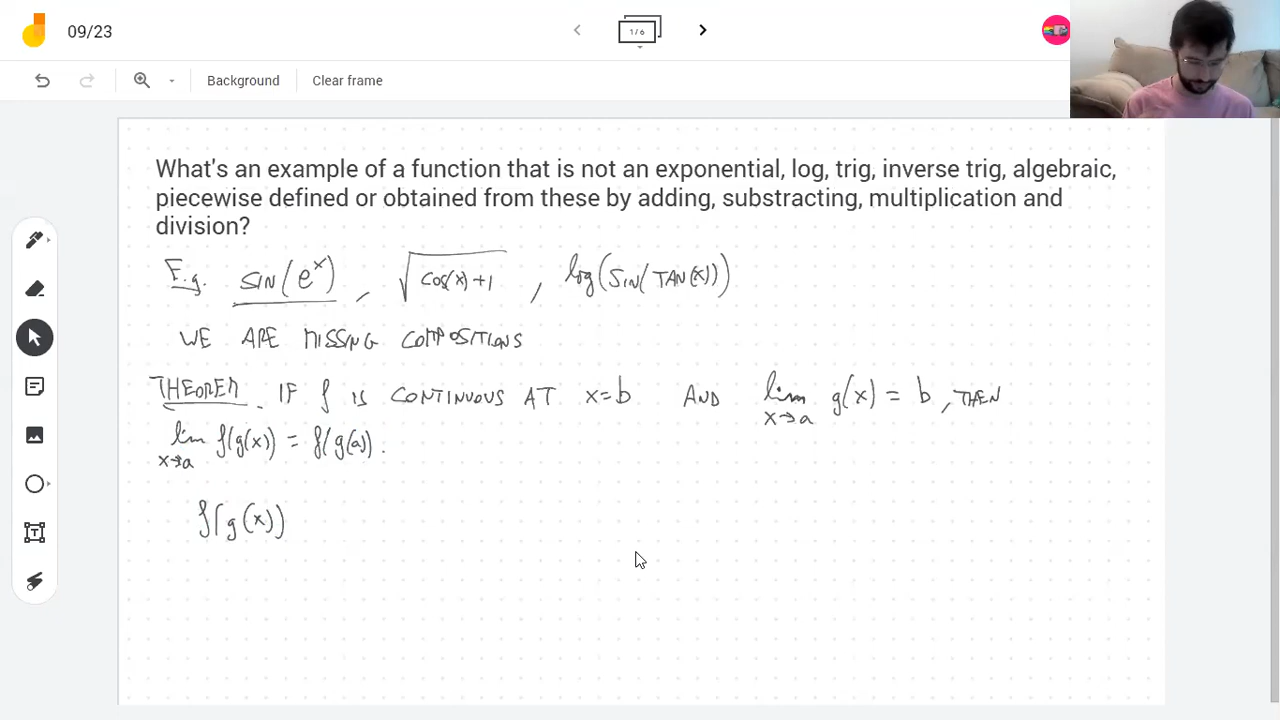 09/23
1/6
Background
Clear frame
What's an example of a function that is not an exponential, log, trig, inverse trig, algebraic,
piecewise defined or obtained from these by adding, substracting, multiplication and
division?
E.g. SIN(e^x), √(cos(x)+1), log(SIN(TAN(x)))
WE ARE MISSING COMPOSITIONS
THEOREM. IF f IS CONTINUOUS AT x=b AND lim x→a g(x) = b, THEN
lim x→a f(g(x) = f(g(a)).
f(g(x))